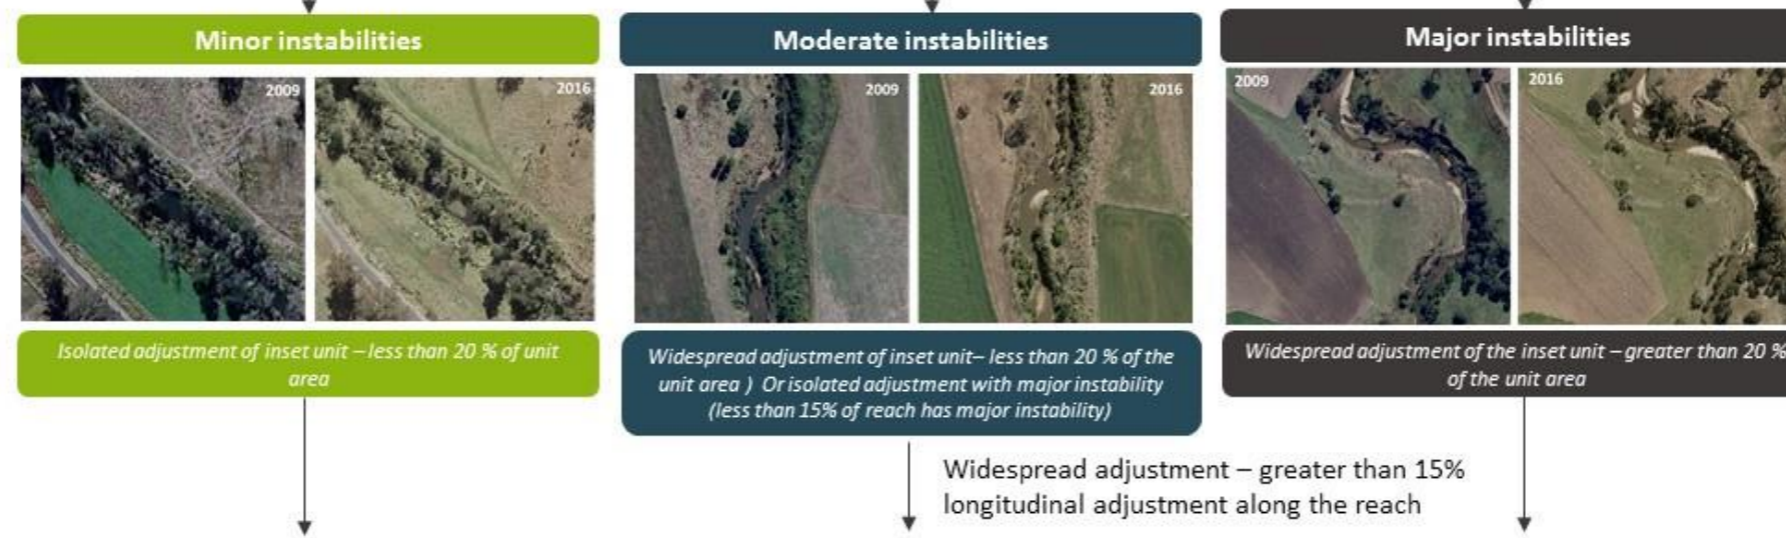 Minor instabilities
2009
2016
Isolated adjustment of inset unit – less than 20 % of unit
area
Moderate instabilities
2009
2016
Widespread adjustment of inset unit– less than 20 % of the
unit area ) Or isolated adjustment with major instability
(less than 15% of reach has major instability)
Major instabilities
2009
2016
Widespread adjustment of the inset unit – greater than 20 %
of the unit area
Widespread adjustment – greater than 15%
longitudinal adjustment along the reach